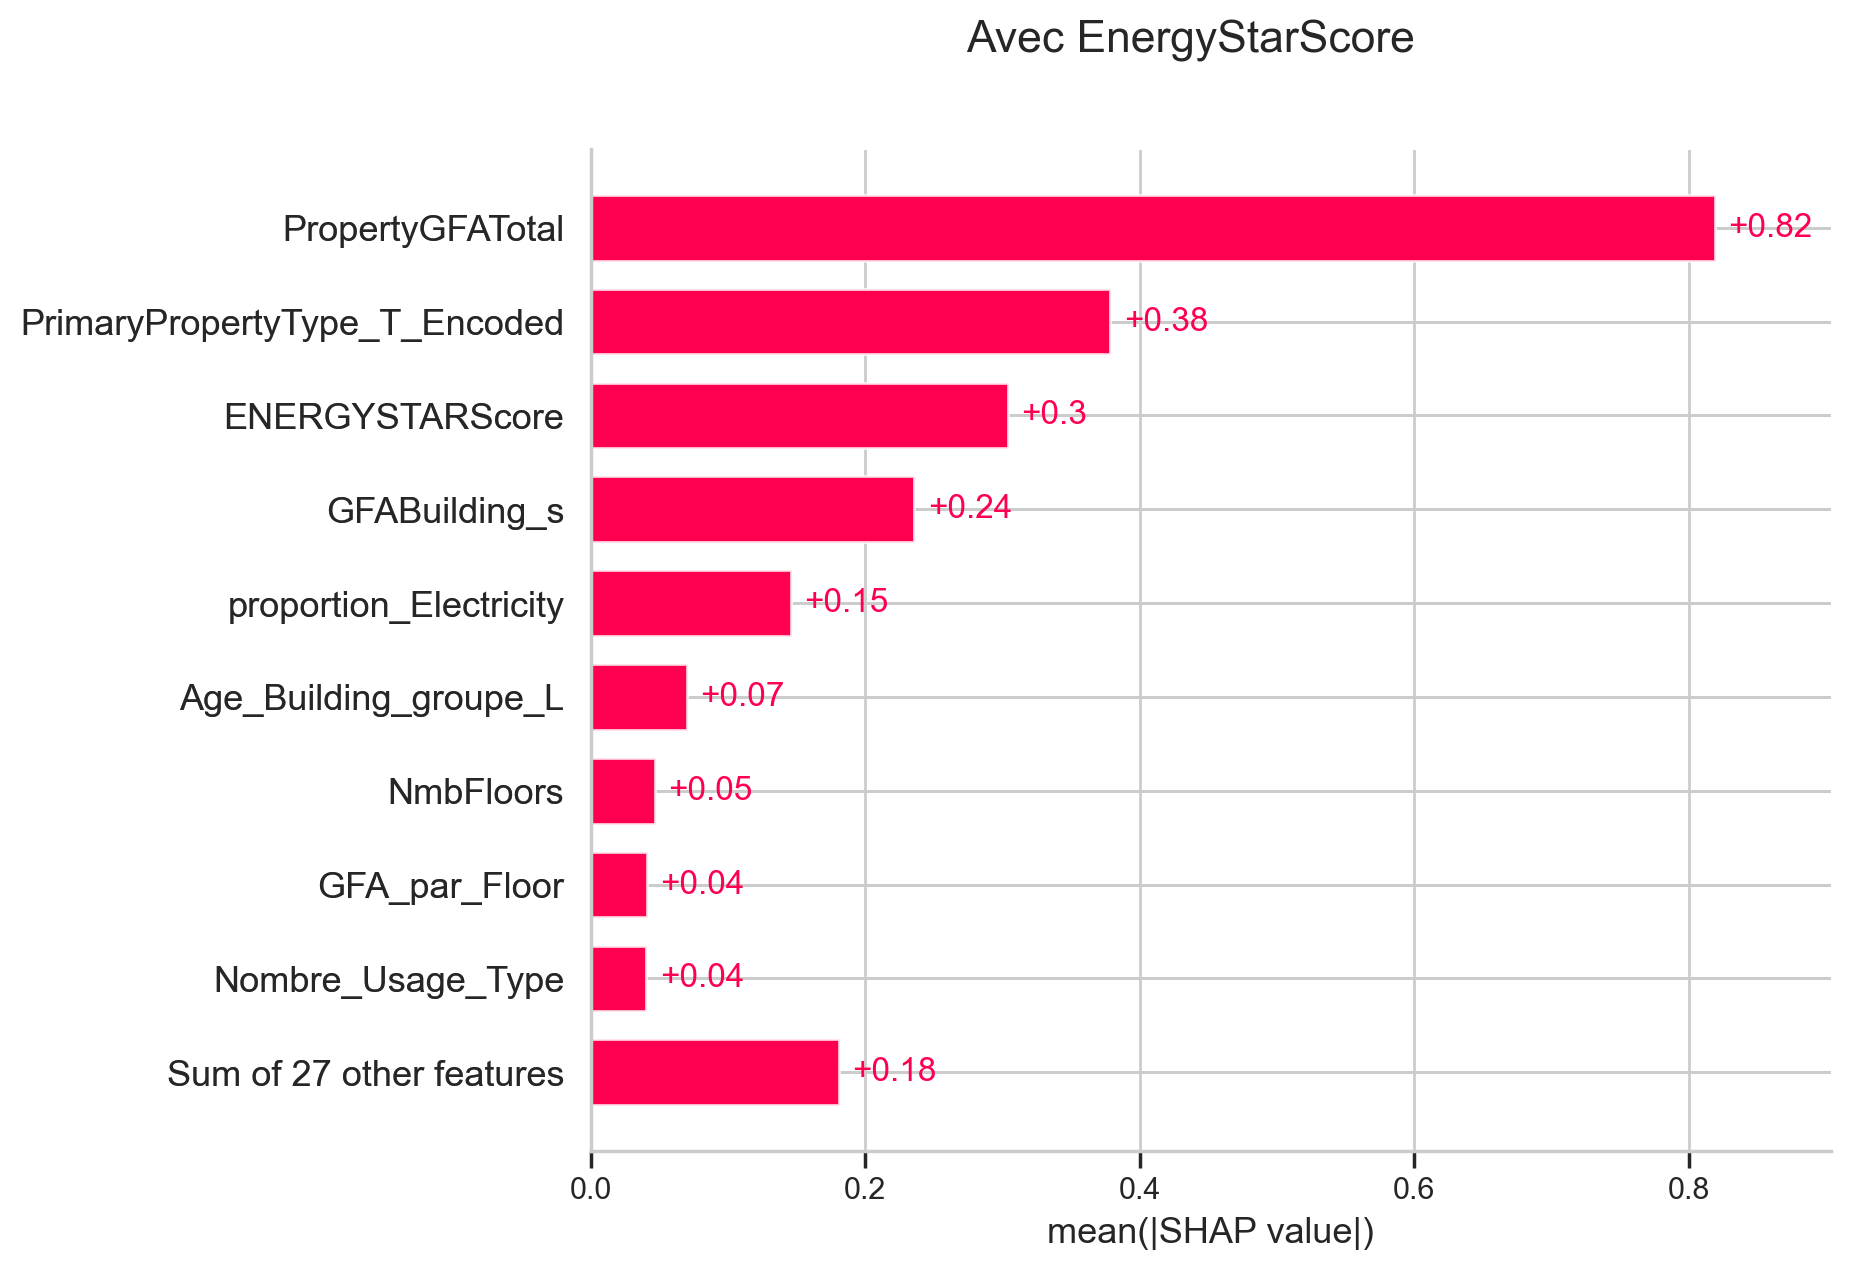 Avec EnergyStarScore
PropertyGFATotal +0.82
PrimaryPropertyType_T_Encoded +0.38
ENERGYSTARScore +0.3
GFABuilding_s +0.24
proportion_Electricity +0.15
Age_Building_groupe_L +0.07
NmbFloors +0.05
GFA_par_Floor +0.04
Nombre_Usage_Type +0.04
Sum of 27 other features +0.18
0.0 0.2 0.4 0.6 0.8
mean(|SHAP value|)